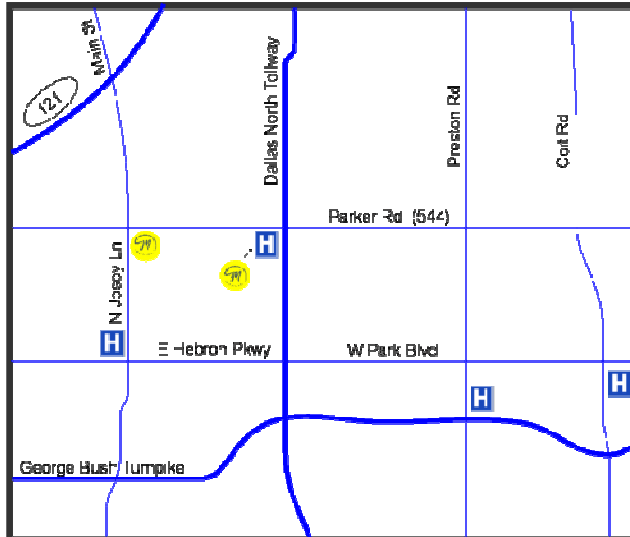 Main St
121
Dallas North Tollway
Preston Rd
Coit Rd
Parker Rd (544)
H
N Josey Ln
H
E Hebron Pkwy
W Park Blvd
H
H
George Bush Turnpike